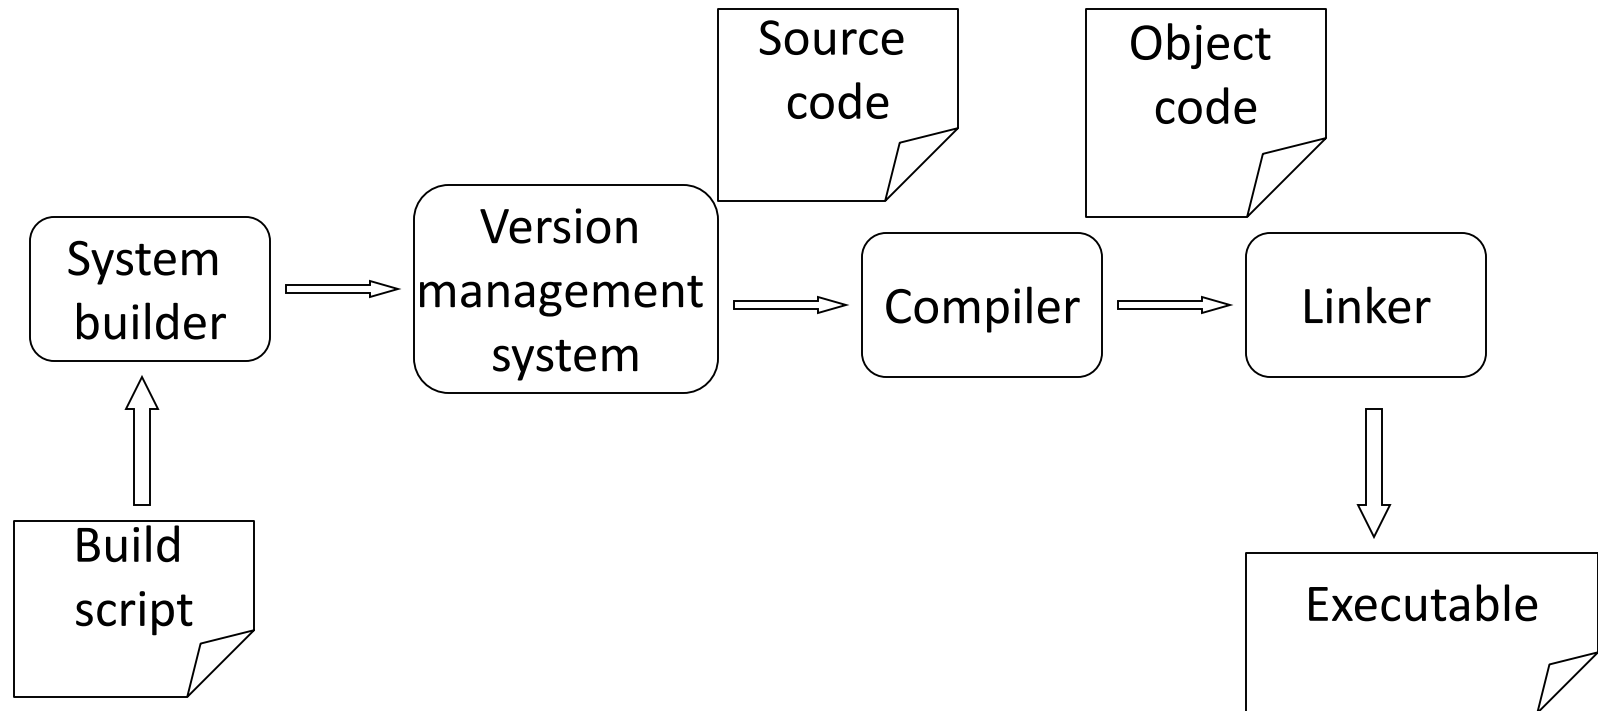 Source
code
Object
code
System
builder
Version
management
system
Compiler
Linker
Build
script
Executable